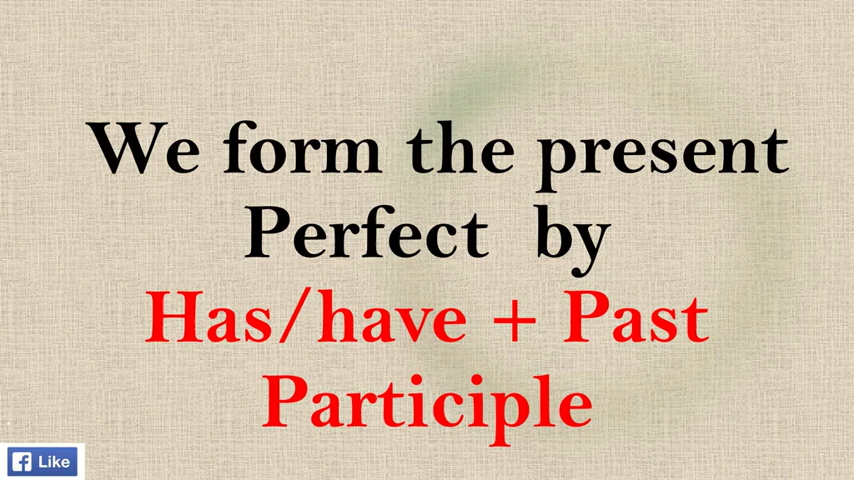 We form the present
Perfect by
Has/have + Past
Participle
f Like